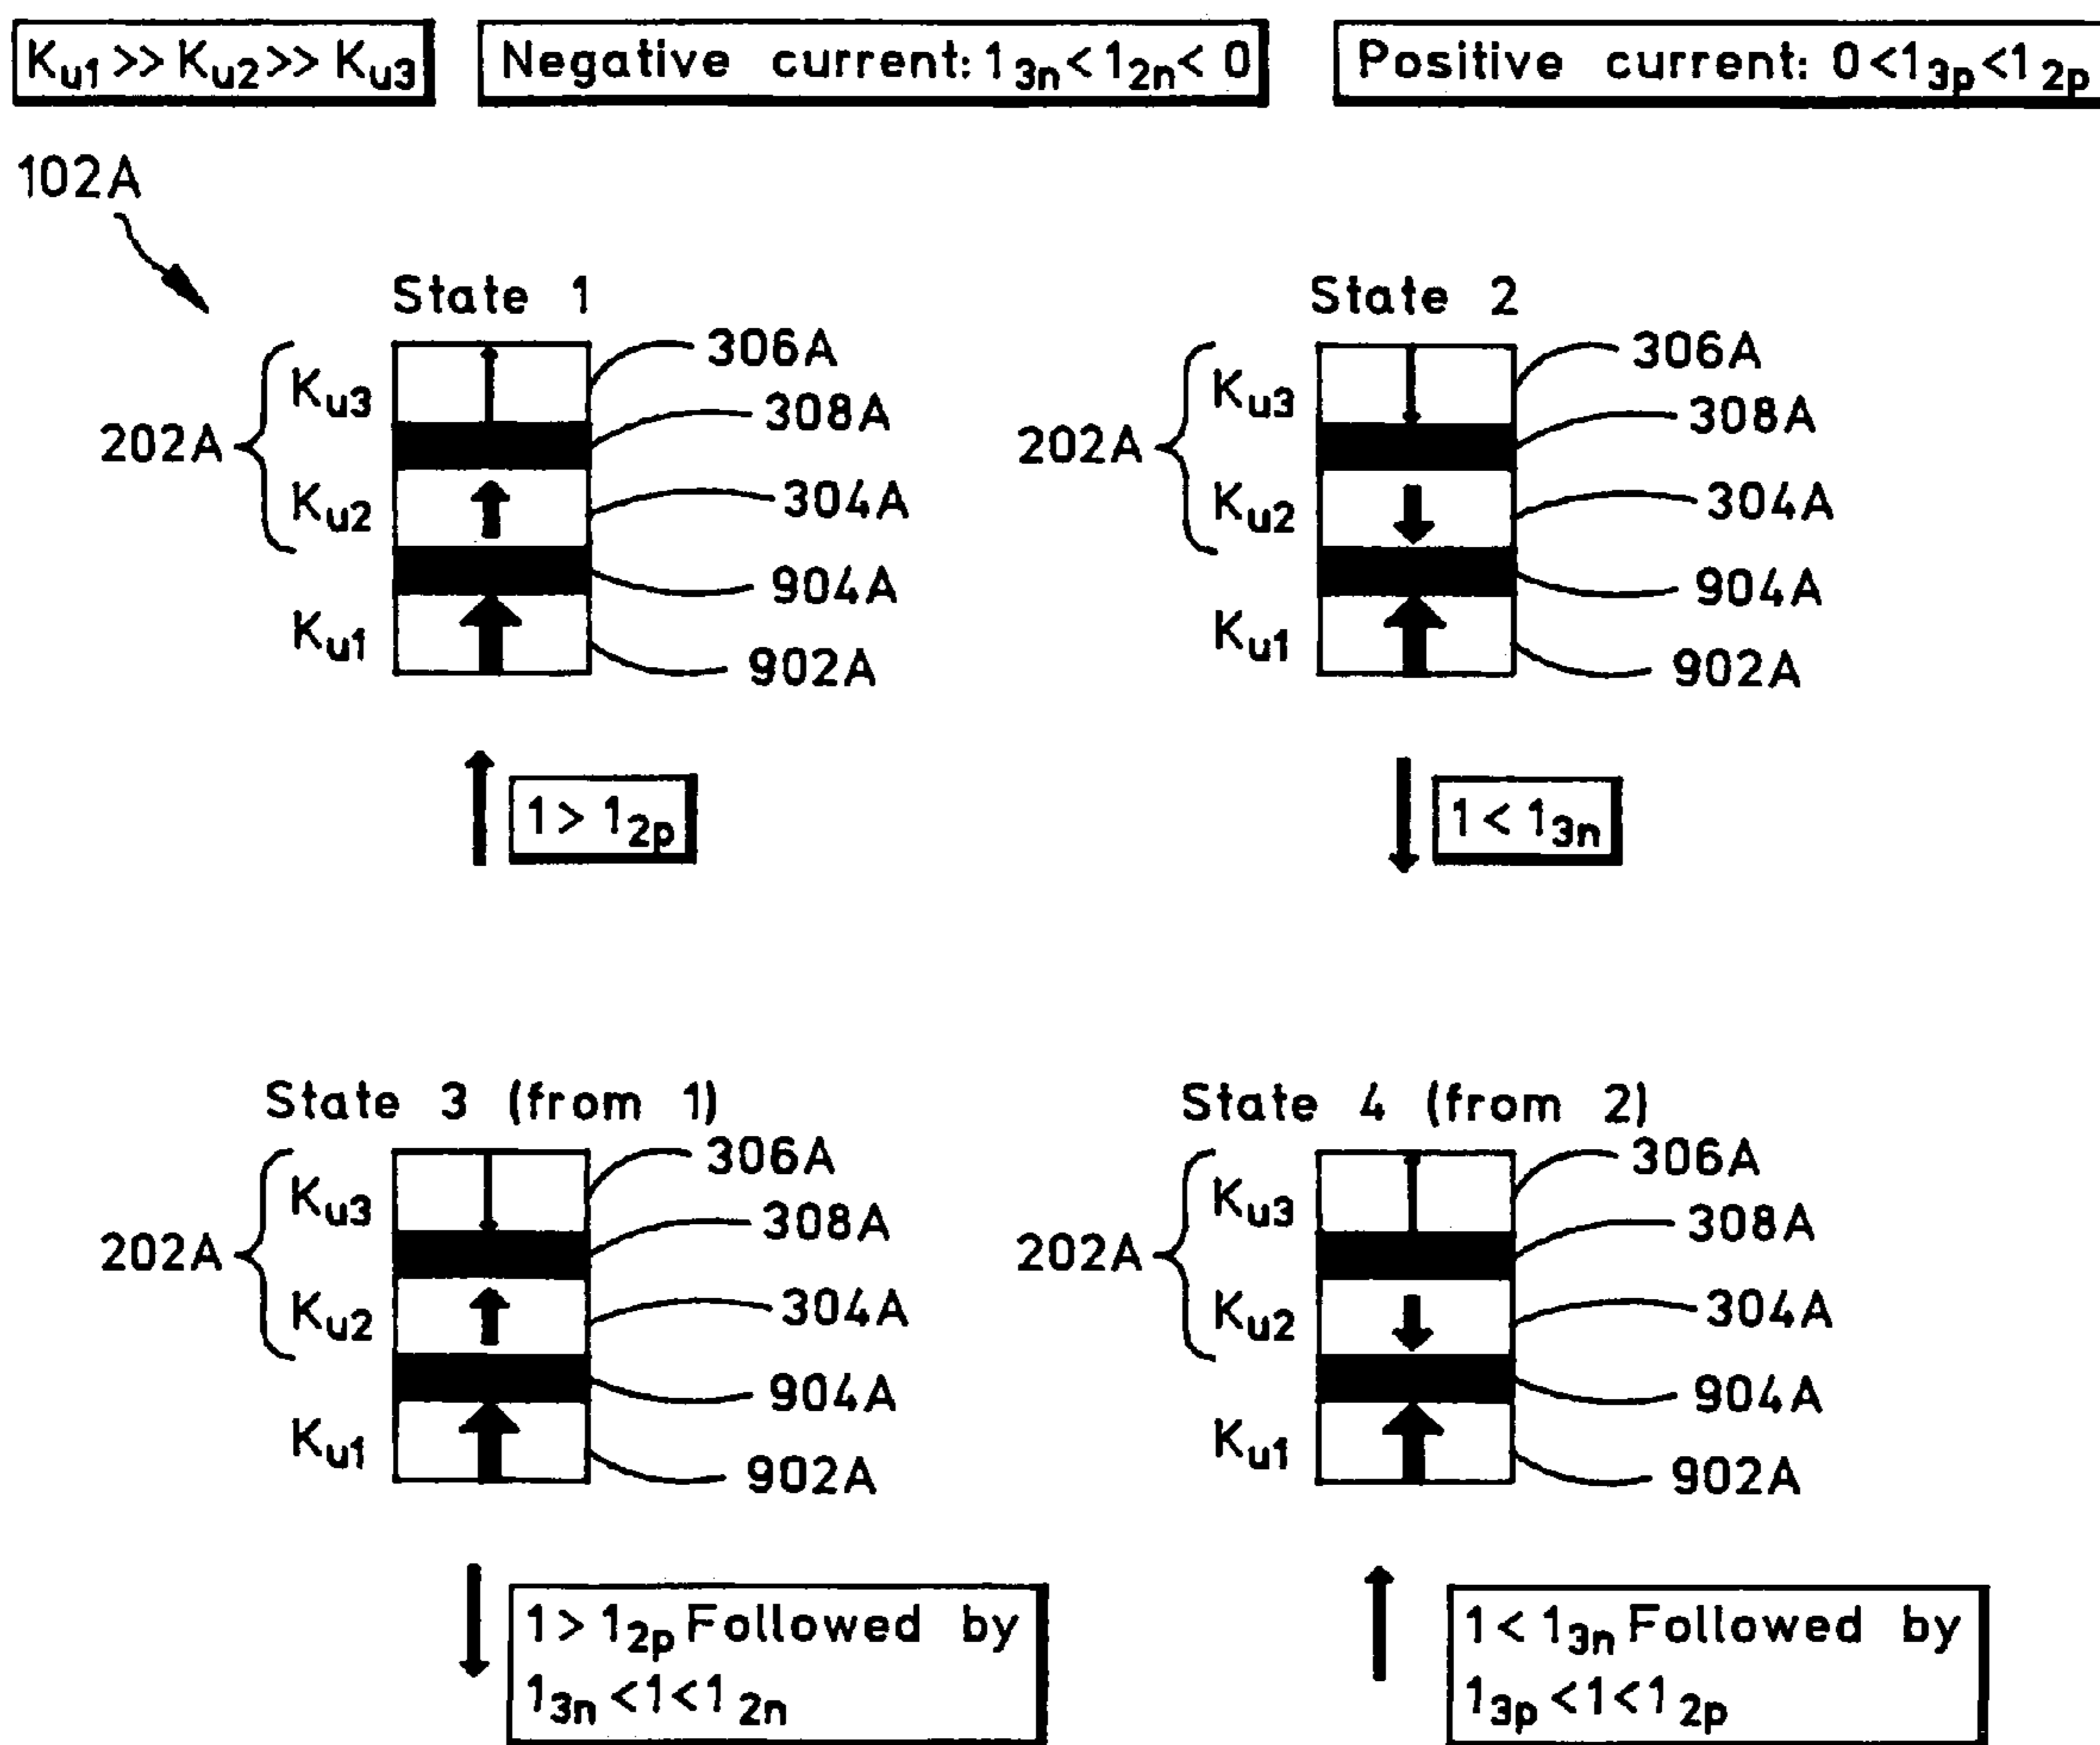 Ku1 >> Ku2 >> Ku3
Negative current: 13n < 12n < 0
Positive current: 0 < 13p < 12p
102A
State 1
202A
Ku3
Ku2
Ku1
306A
308A
304A
904A
902A
1 > 12p
State 2
202A
Ku3
Ku2
Ku1
306A
308A
304A
904A
902A
1 < 13n
State 3 (from 1)
202A
Ku3
Ku2
Ku1
306A
308A
304A
904A
902A
1 > 12p Followed by
13n < 1 < 12n
State 4 (from 2)
202A
Ku3
Ku2
Ku1
306A
308A
304A
904A
902A
1 < 13n Followed by
13p < 1 < 12p